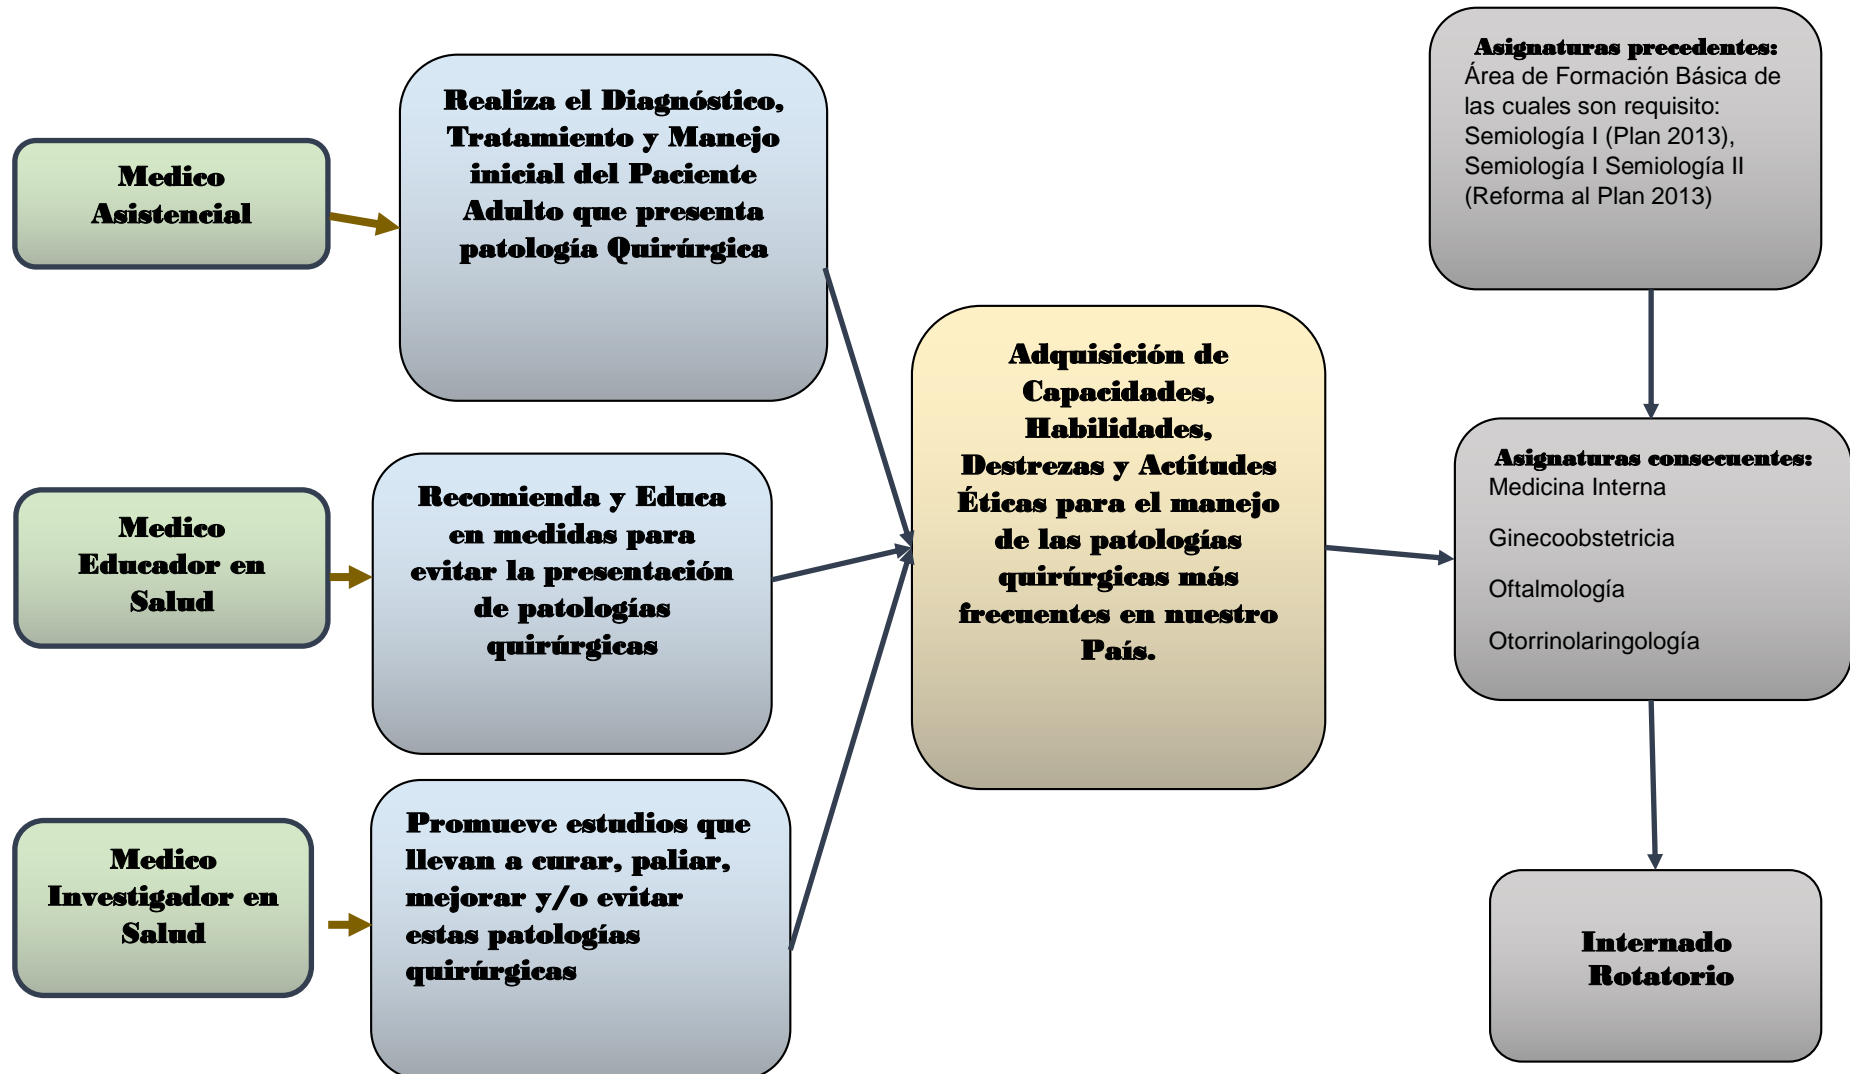 Medico
Asistencial
Realiza el Diagnóstico,
Tratamiento y Manejo
inicial del Paciente
Adulto que presenta
patología Quirúrgica
Medico
Educador en
Salud
Recomienda y Educa
en medidas para
evitar la presentación
de patologías
quirúrgicas
Medico
Investigador en
Salud
Promueve estudios que
llevan a curar, paliar,
mejorar y/o evitar
estas patologías
quirúrgicas
Adquisición de
Capacidades,
Habilidades,
Destrezas y Actitudes
Éticas para el manejo
de las patologías
quirúrgicas más
frecuentes en nuestro
País.
Asignaturas precedentes:
Área de Formación Básica de
las cuales son requisito:
Semiología I (Plan 2013),
Semiología I Semiología II
(Reforma al Plan 2013)
Asignaturas consecuentes:
Medicina Interna
Ginecoobstetricia
Oftalmología
Otorrinolaringología
Internado
Rotatorio